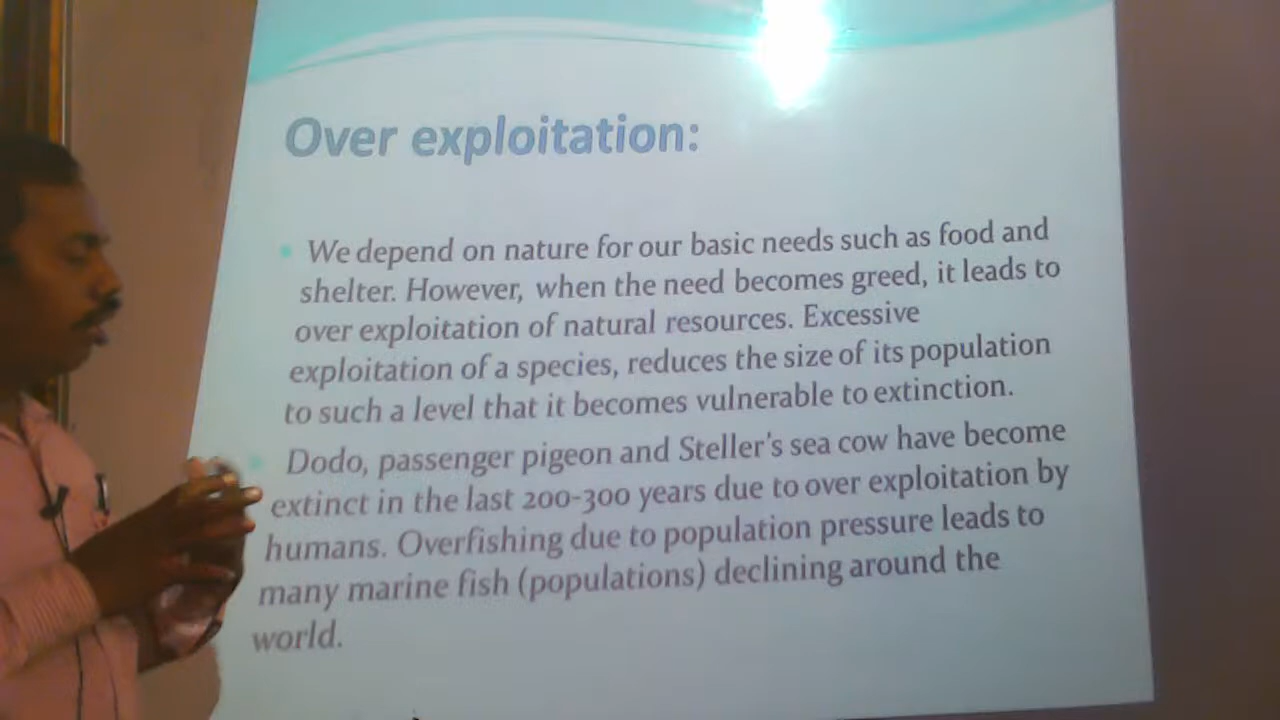 Over exploitation:
We depend on nature for our basic needs such as food and
shelter. However, when the need becomes greed, it leads to
over exploitation of natural resources. Excessive
exploitation of a species, reduces the size of its population
to such a level that it becomes vulnerable to extinction.
Dodo, passenger pigeon and Steller's sea cow have become
extinct in the last 200-300 years due to over exploitation by
humans. Overfishing due to population pressure leads to
many marine fish (populations) declining around the
world.